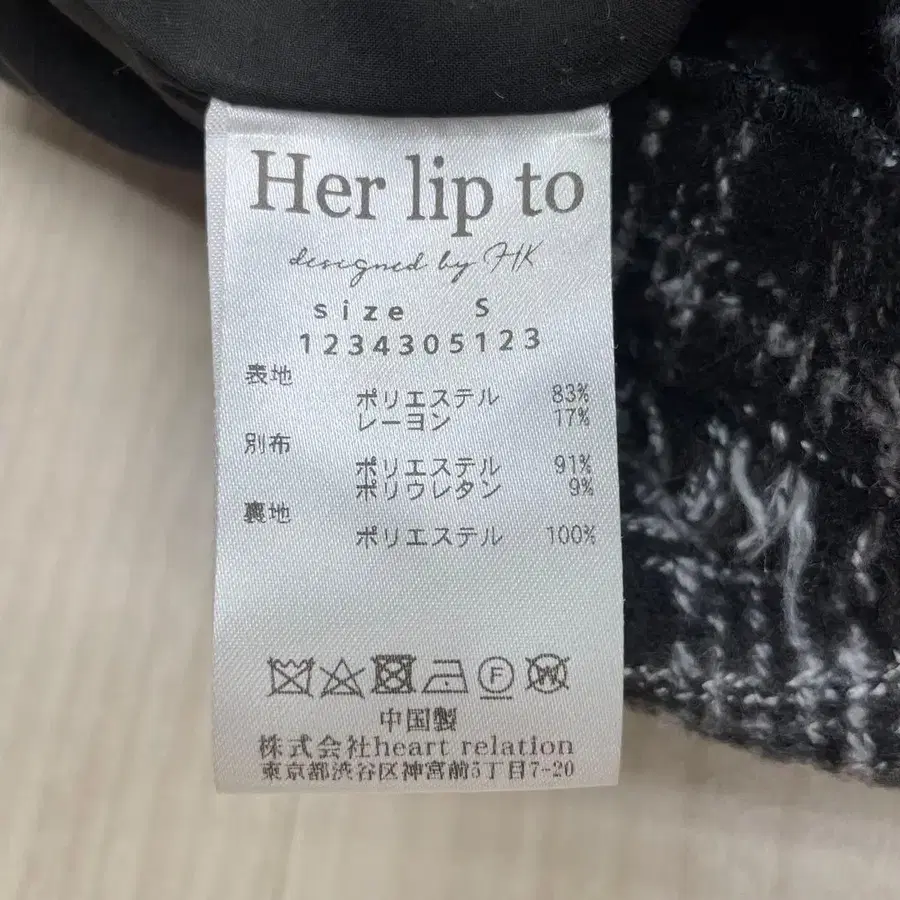 Her lip to
designed by HK
size S
1234305123
表地
ポリエステル 83%
レーヨン 17%
別布
ポリエステル 91%
ポリウレタン 9%
裏地
ポリエステル 100%
F W
中国製
株式会社heart relation
東京都渋谷区神宮前5丁目7-20